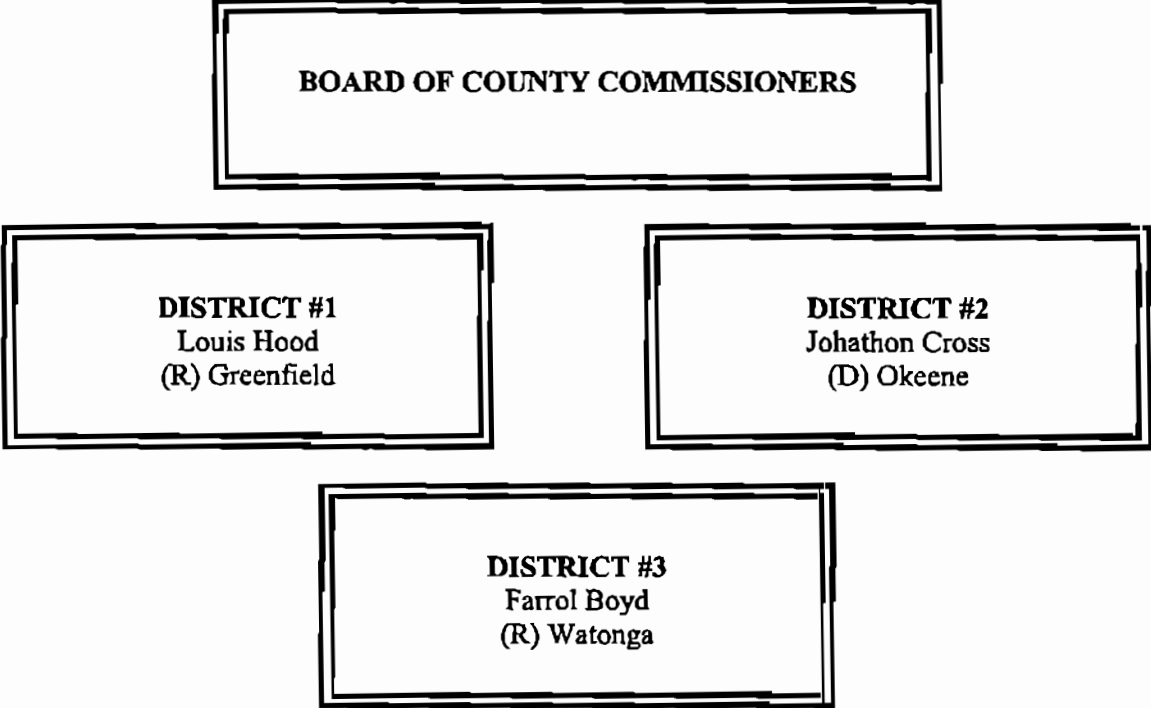 BOARD OF COUNTY COMMISSIONERS
DISTRICT #1
Louis Hood
(R) Greenfield
DISTRICT #2
Johathon Cross
(D) Okeene
DISTRICT #3
Farrol Boyd
(R) Watonga